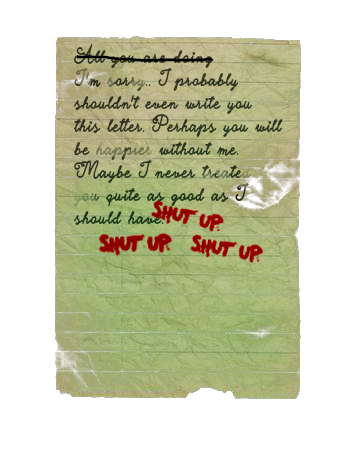 All you are doing
I'm sorry.. I probably
shouldn't even write you
this letter. Perhaps you will
be happier without me.
Maybe I never treated
you quite as good as I
should have.
SHUT UP.
SHUT UP. SHUT UP.